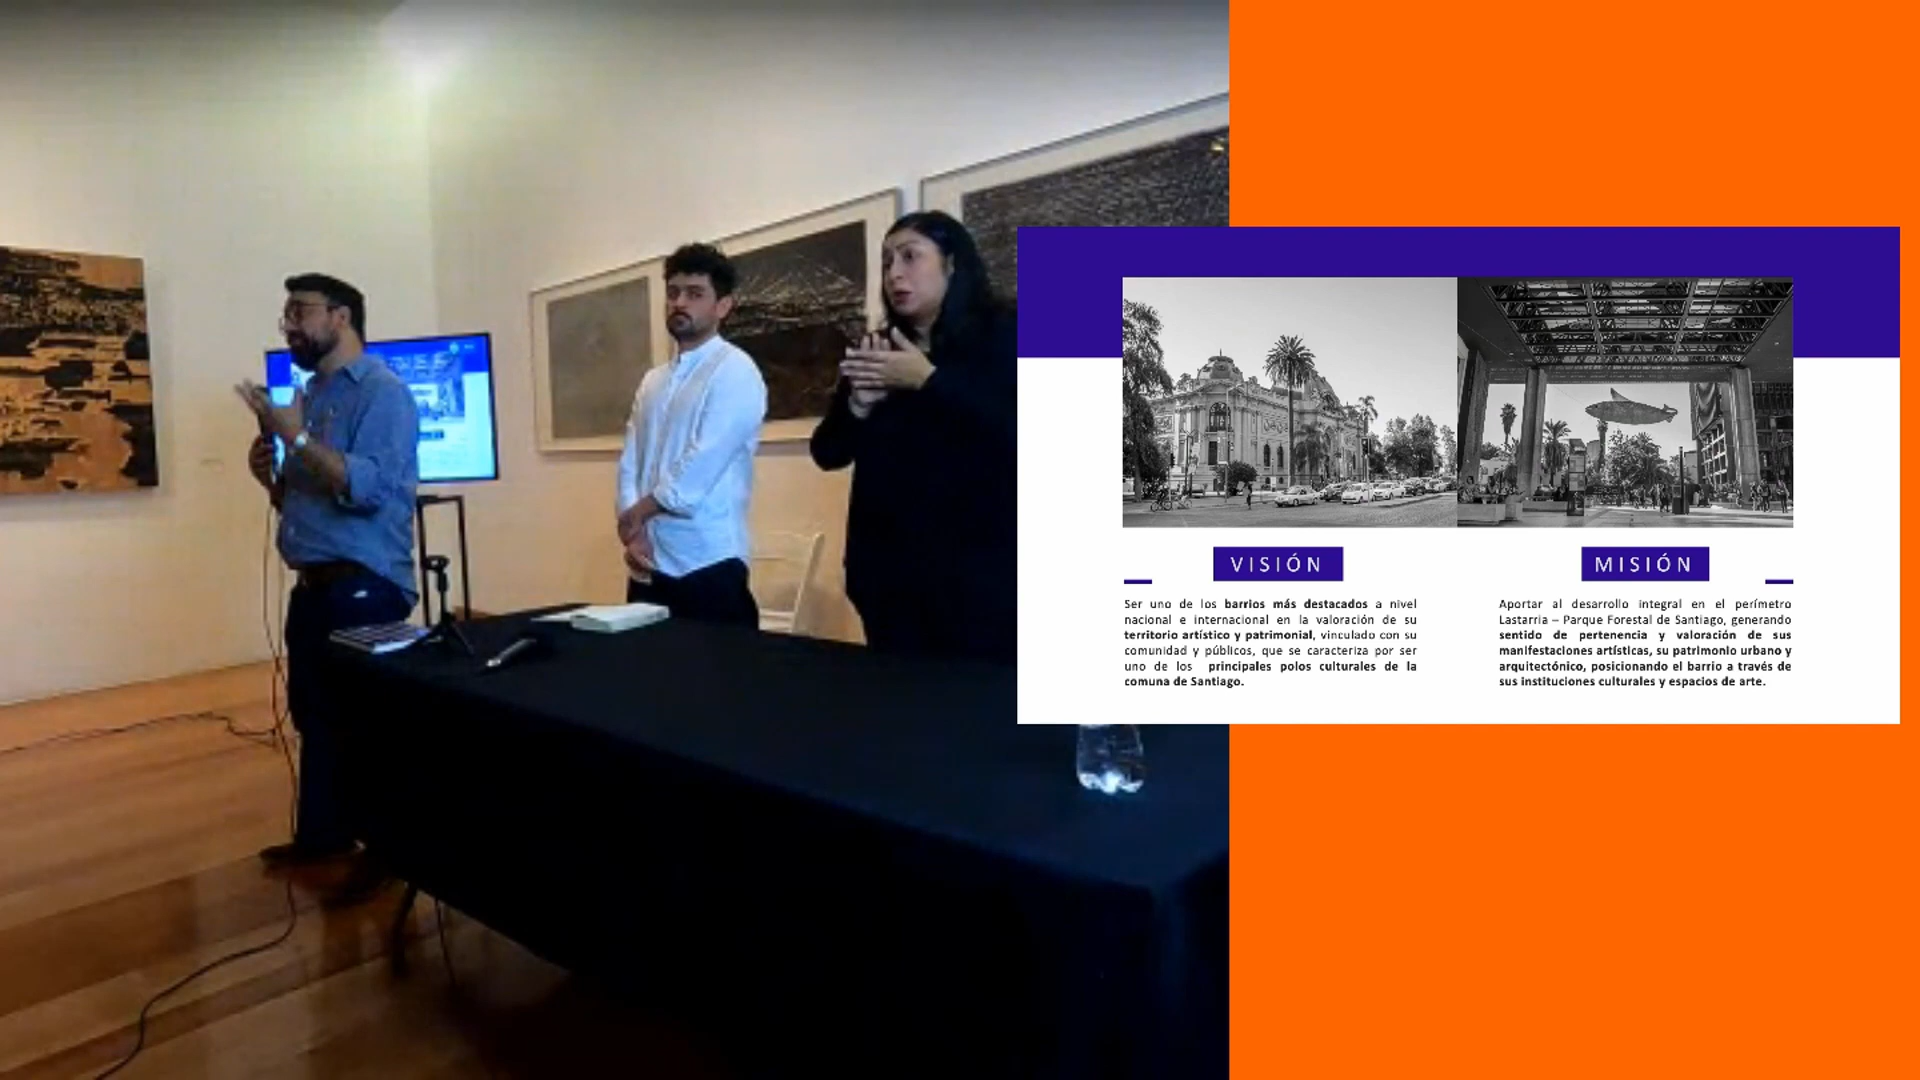 VISIÓN
Ser uno de los barrios más destacados a nivel
nacional e internacional en la valoración de su
territorio artístico y patrimonial, vinculado con su
comunidad y públicos, que se caracteriza por ser
uno de los principales polos culturales de la
comuna de Santiago.
MISIÓN
Aportar al desarrollo integral en el perímetro
Lastarria – Parque Forestal de Santiago, generando
sentido de pertenencia y valoración de sus
manifestaciones artísticas, su patrimonio urbano y
arquitectónico, posicionando el barrio a través de
sus instituciones culturales y espacios de arte.